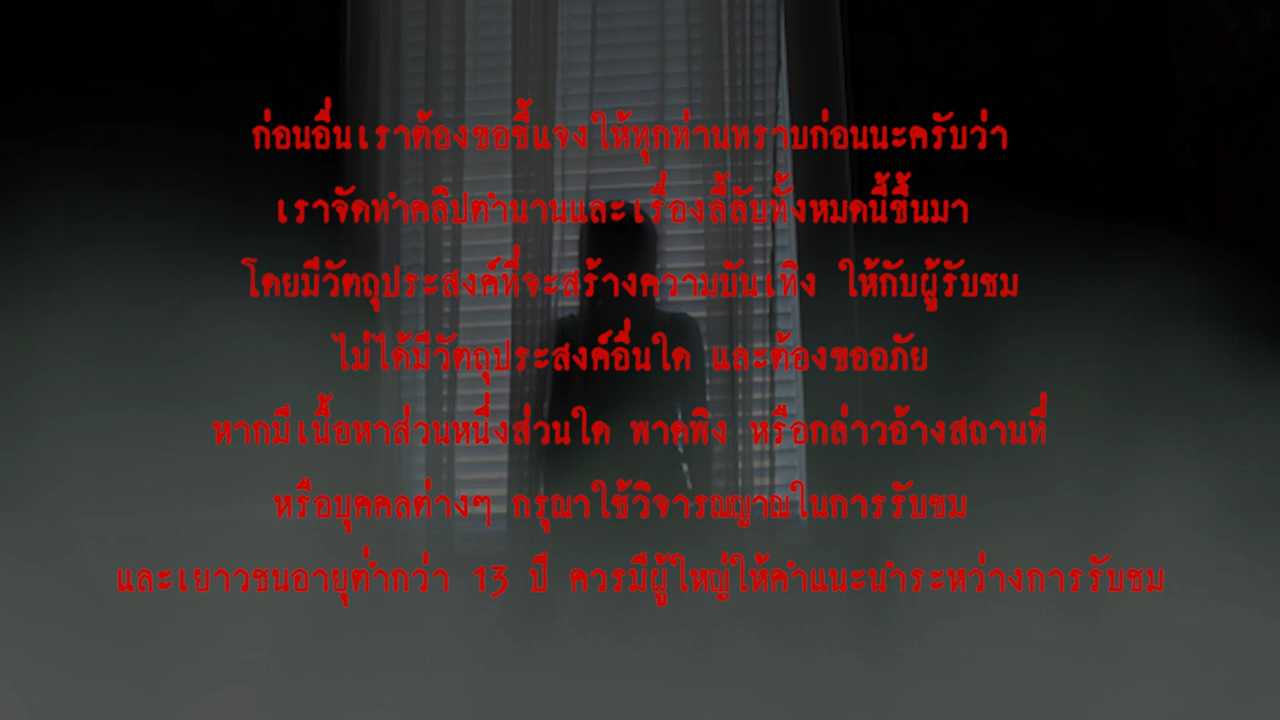 ก่อนอื่นเราต้องขอชี้แจงให้ทุกท่านทราบก่อนนะครับว่า
เราจัดทำคลิปตำนานและเรื่องลี้ลับทั้งหมดนี้ขึ้นมา
โดยมีวัตถุประสงค์ที่จะสร้างความบันเทิง ให้กับผู้รับชม
ไม่ได้มีวัตถุประสงค์อื่นใด และต้องขออภัย
หากมีเนื้อหาส่วนหนึ่งส่วนใด พาดพิง หรือกล่าวอ้างสถานที่
หรือบุคคลต่างๆ กรุณาใช้วิจารณญาณในการรับชม
และเยาวชนอายุต่ำกว่า 13 ปี ควรมีผู้ใหญ่ให้คำแนะนำระหว่างการรับชม